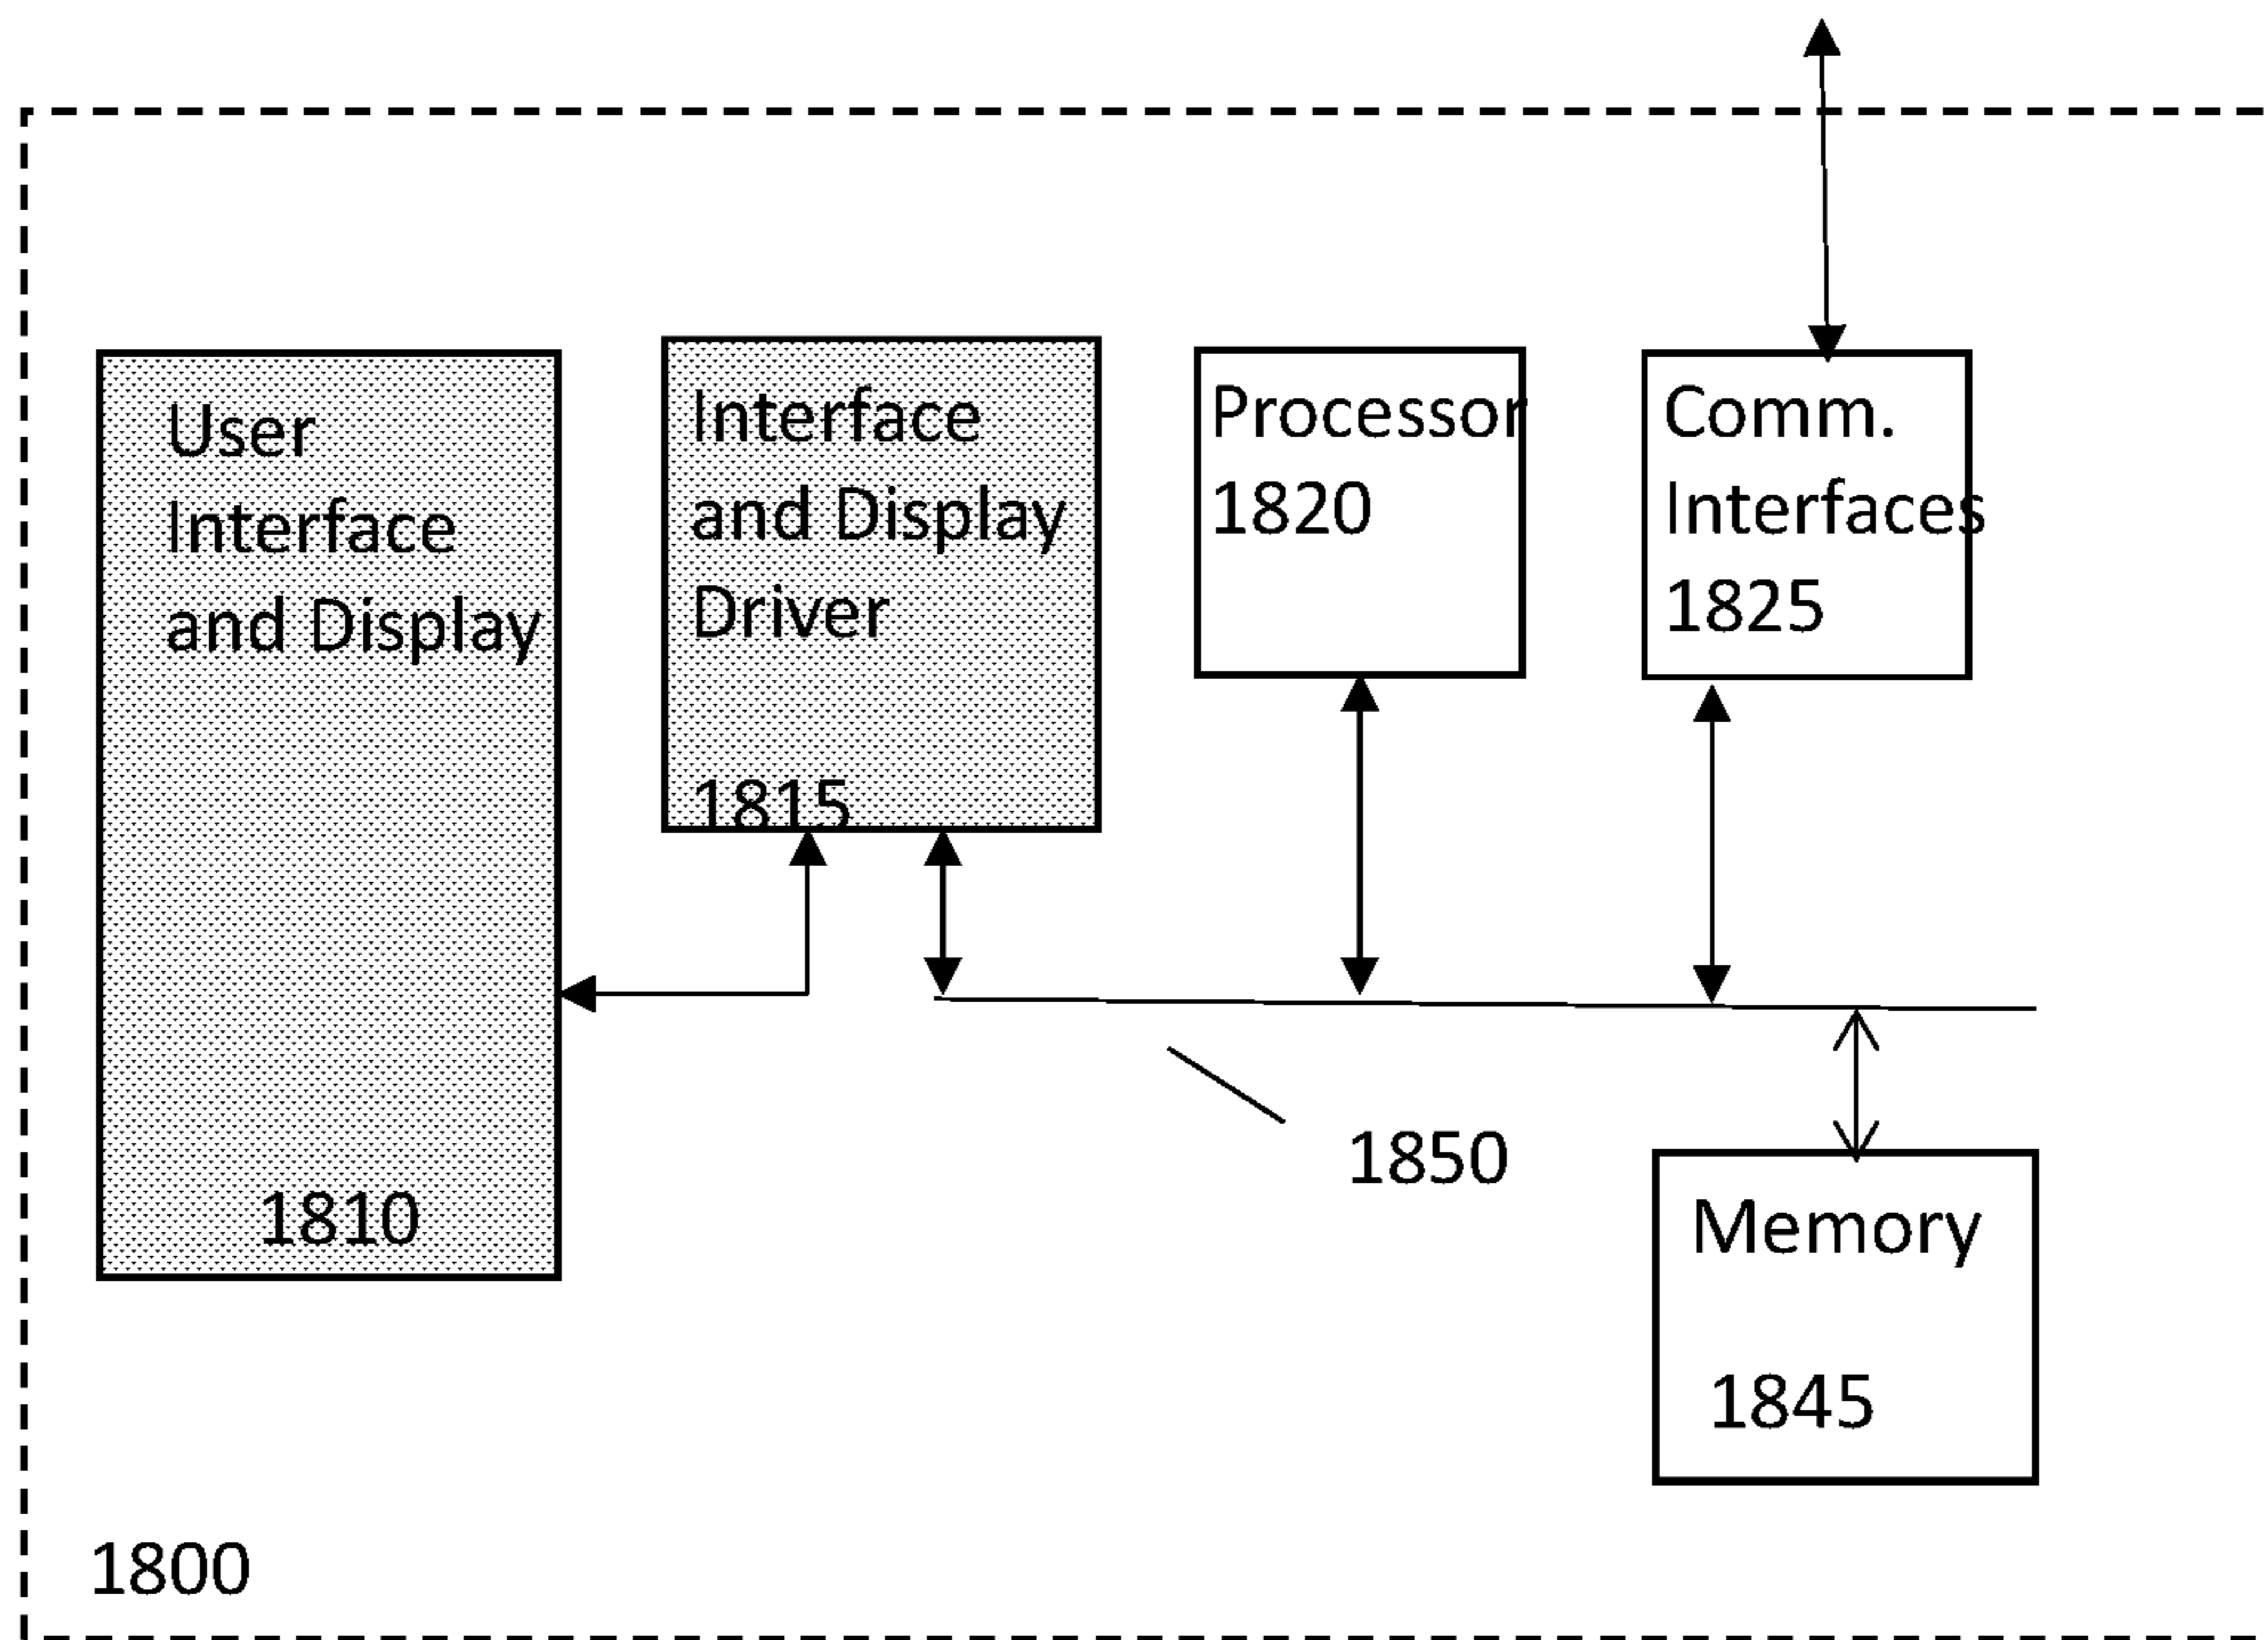 User
Interface
and Display
1810
Interface
and Display
Driver
1815
Processor
1820
Comm.
Interfaces
1825
1850
Memory
1845
1800